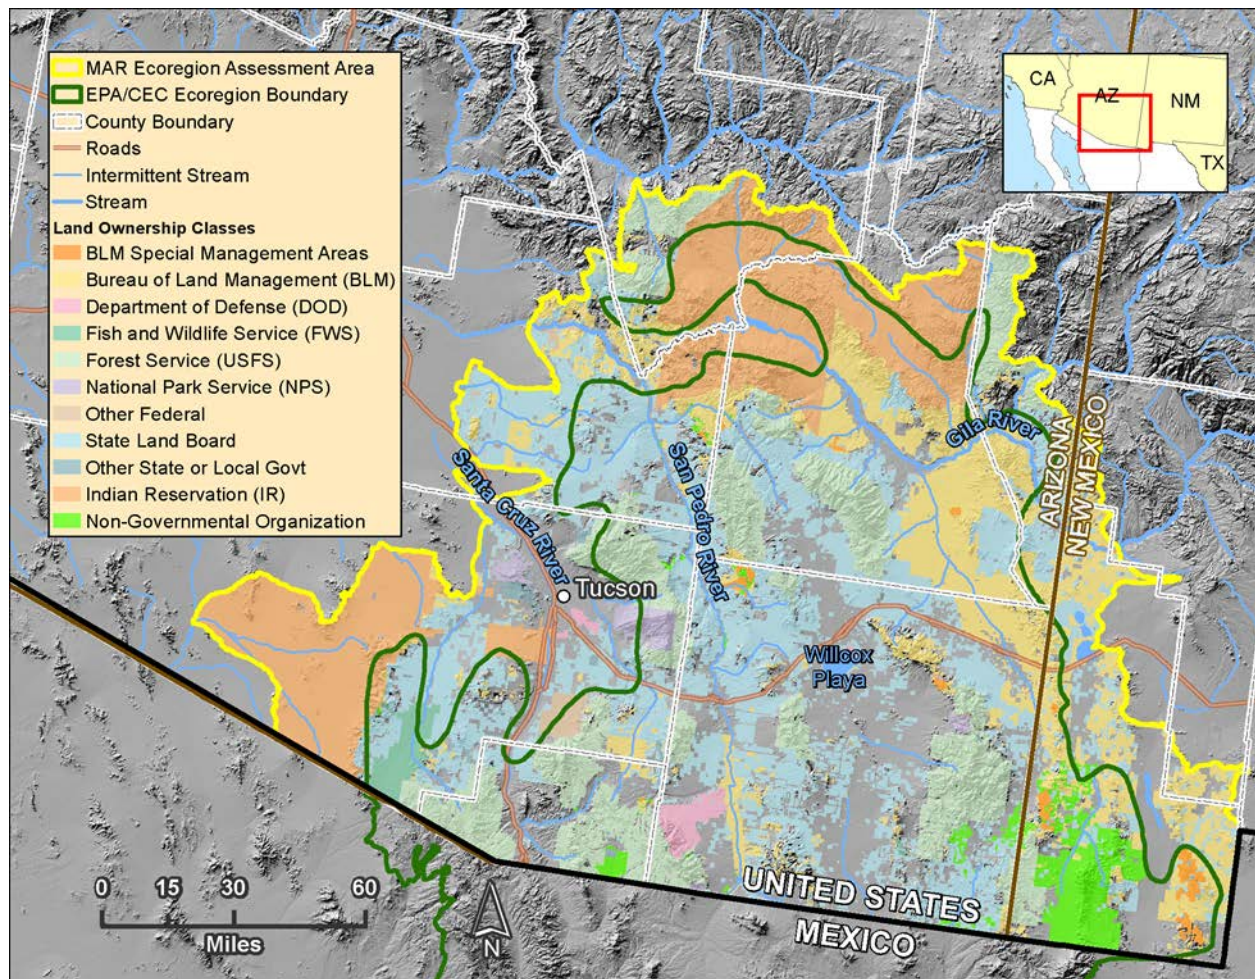 MAR Ecoregion Assessment Area
EPA/CEC Ecoregion Boundary
County Boundary
Roads
Intermittent Stream
Stream
Land Ownership Classes
BLM Special Management Areas
Bureau of Land Management (BLM)
Department of Defense (DOD)
Fish and Wildlife Service (FWS)
Forest Service (USFS)
National Park Service (NPS)
Other Federal
State Land Board
Other State or Local Govt
Indian Reservation (IR)
Non-Governmental Organization
CA
AZ
NM
TX
Gila River
ARIZONA
NEW MEXICO
Santa Cruz River
San Pedro River
Tucson
Willcox
Playa
0 15 30 60
Miles
N
UNITED STATES
MEXICO